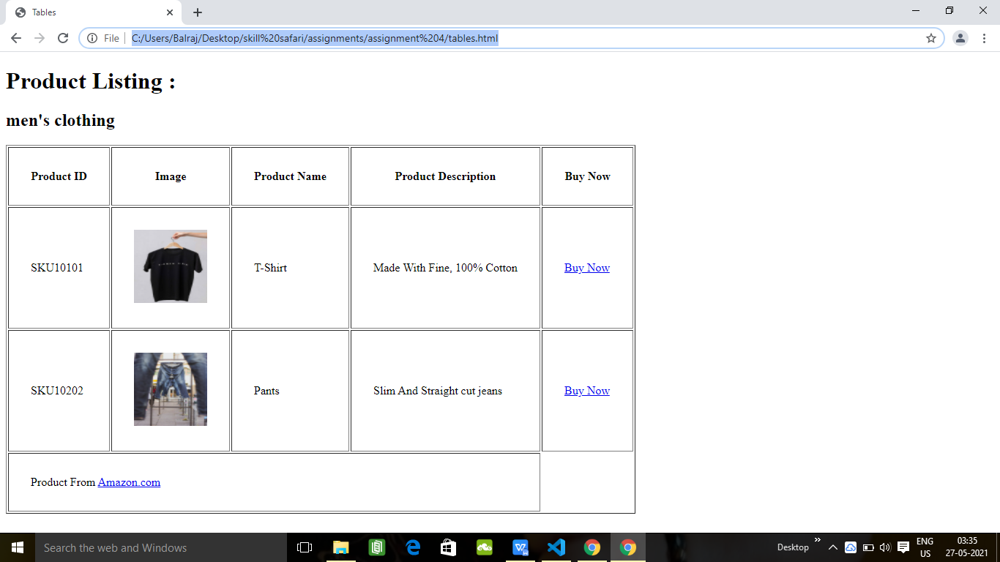 Tables
File
C:/Users/Balraj/Desktop/skill%20safari/assignments/assignment%204/tables.html
Product Listing :
men's clothing
Product ID Image Product Name Product Description Buy Now
SKU10101 T-Shirt Made With Fine, 100% Cotton Buy Now
SKU10202 Pants Slim And Straight cut jeans Buy Now
Product From Amazon.com
Search the web and Windows
Desktop
ENG
US
03:35
27-05-2021